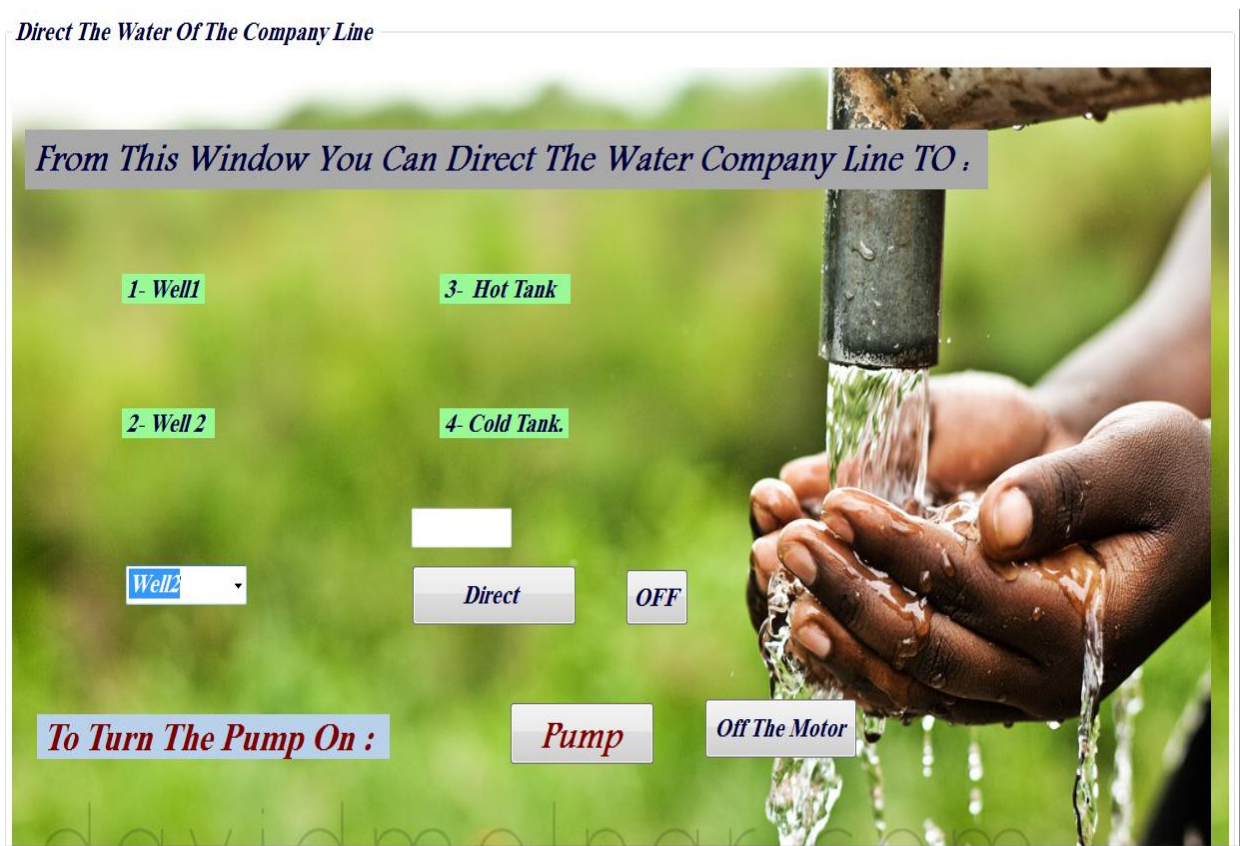 Direct The Water Of The Company Line
From This Window You Can Direct The Water Company Line TO :
1- Well1
3- Hot Tank
2- Well 2
4- Cold Tank.
Well2
Direct
OFF
To Turn The Pump On :
Pump
Off The Motor
davidmolnar.com